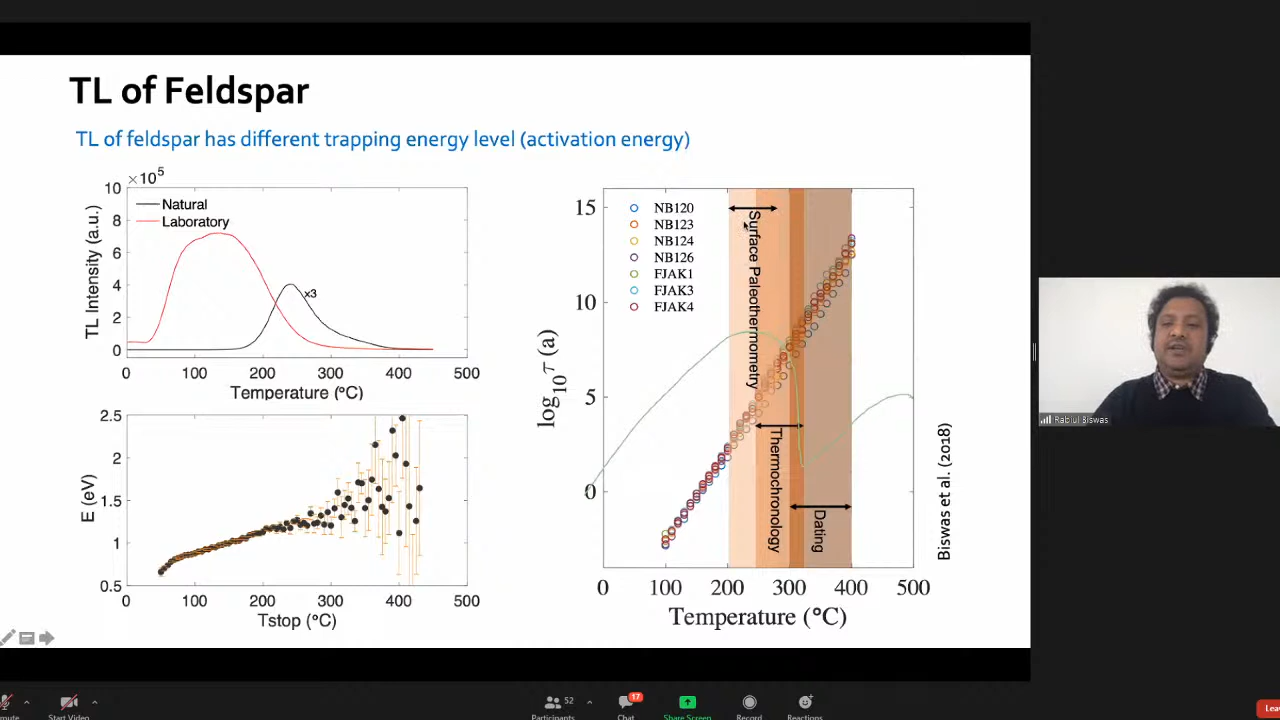 TL of Feldspar
TL of feldspar has different trapping energy level (activation energy)
10 × 10⁵
8
6
4
2
0
TL Intensity (a.u.)
Natural
Laboratory
x3
0 100 200 300 400 500
Temperature (°C)
2.5
2
1.5
1
0.5
E (eV)
0 100 200 300 400 500
Tstop (°C)
15
10
5
0
log₁₀ τ (a)
NB120
NB123
NB124
NB126
FJAK1
FJAK3
FJAK4
Surface Paleothermometry
Thermochronology
Dating
0 100 200 300 400 500
Temperature (°C)
Biswas et al. (2018)
Rabiul Biswas
Start Video
52
Participants
17
Chat
Share Screen
Record
Reactions